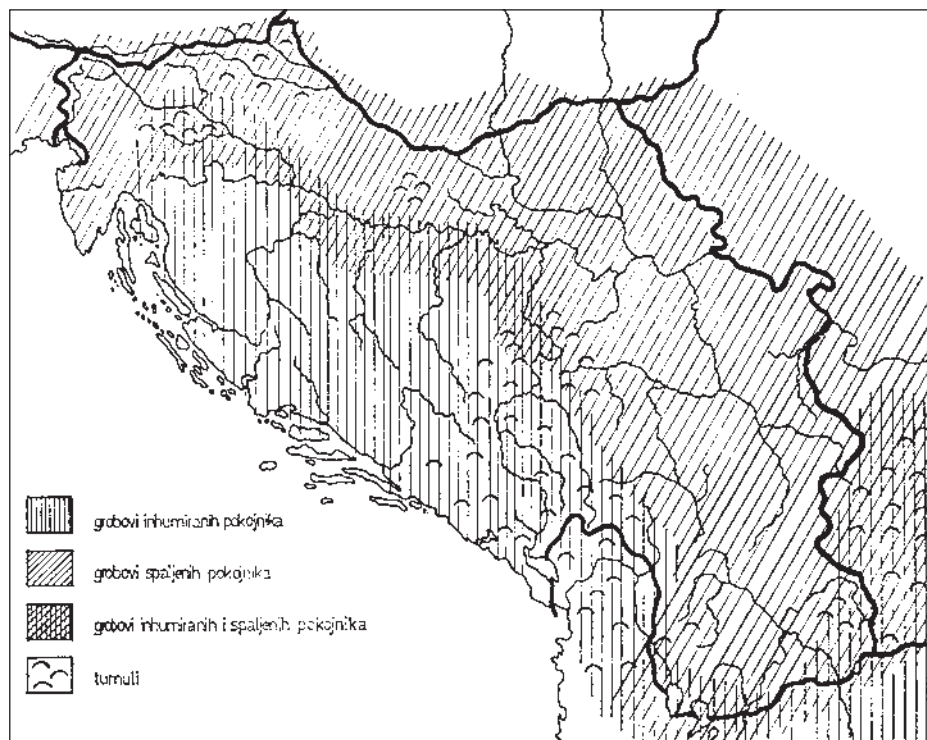 grobovi inhumiranih pokojnika
grobovi spaljenih pokojnika
grobovi inhumiranih i spaljenih pokojnika
tumuli